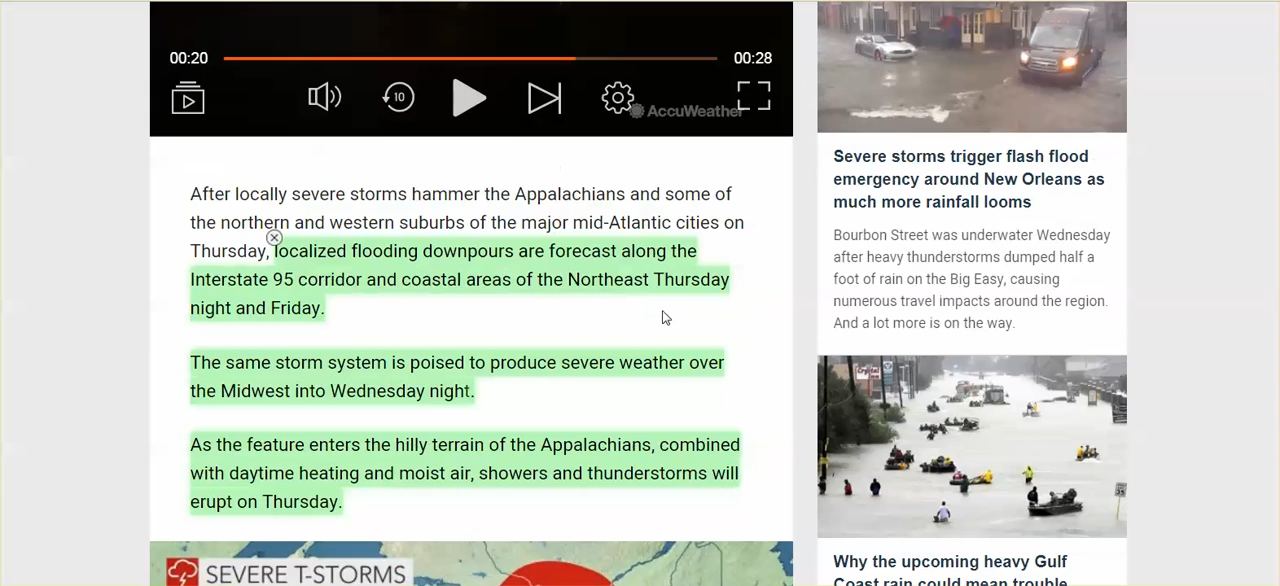 00:20
00:28
10
AccuWeather
After locally severe storms hammer the Appalachians and some of
the northern and western suburbs of the major mid-Atlantic cities on
Thursday, localized flooding downpours are forecast along the
Interstate 95 corridor and coastal areas of the Northeast Thursday
night and Friday.
The same storm system is poised to produce severe weather over
the Midwest into Wednesday night.
As the feature enters the hilly terrain of the Appalachians, combined
with daytime heating and moist air, showers and thunderstorms will
erupt on Thursday.
SEVERE T-STORMS
Severe storms trigger flash flood
emergency around New Orleans as
much more rainfall looms
Bourbon Street was underwater Wednesday
after heavy thunderstorms dumped half a
foot of rain on the Big Easy, causing
numerous travel impacts around the region.
And a lot more is on the way.
Why the upcoming heavy Gulf
Coast rain could mean trouble